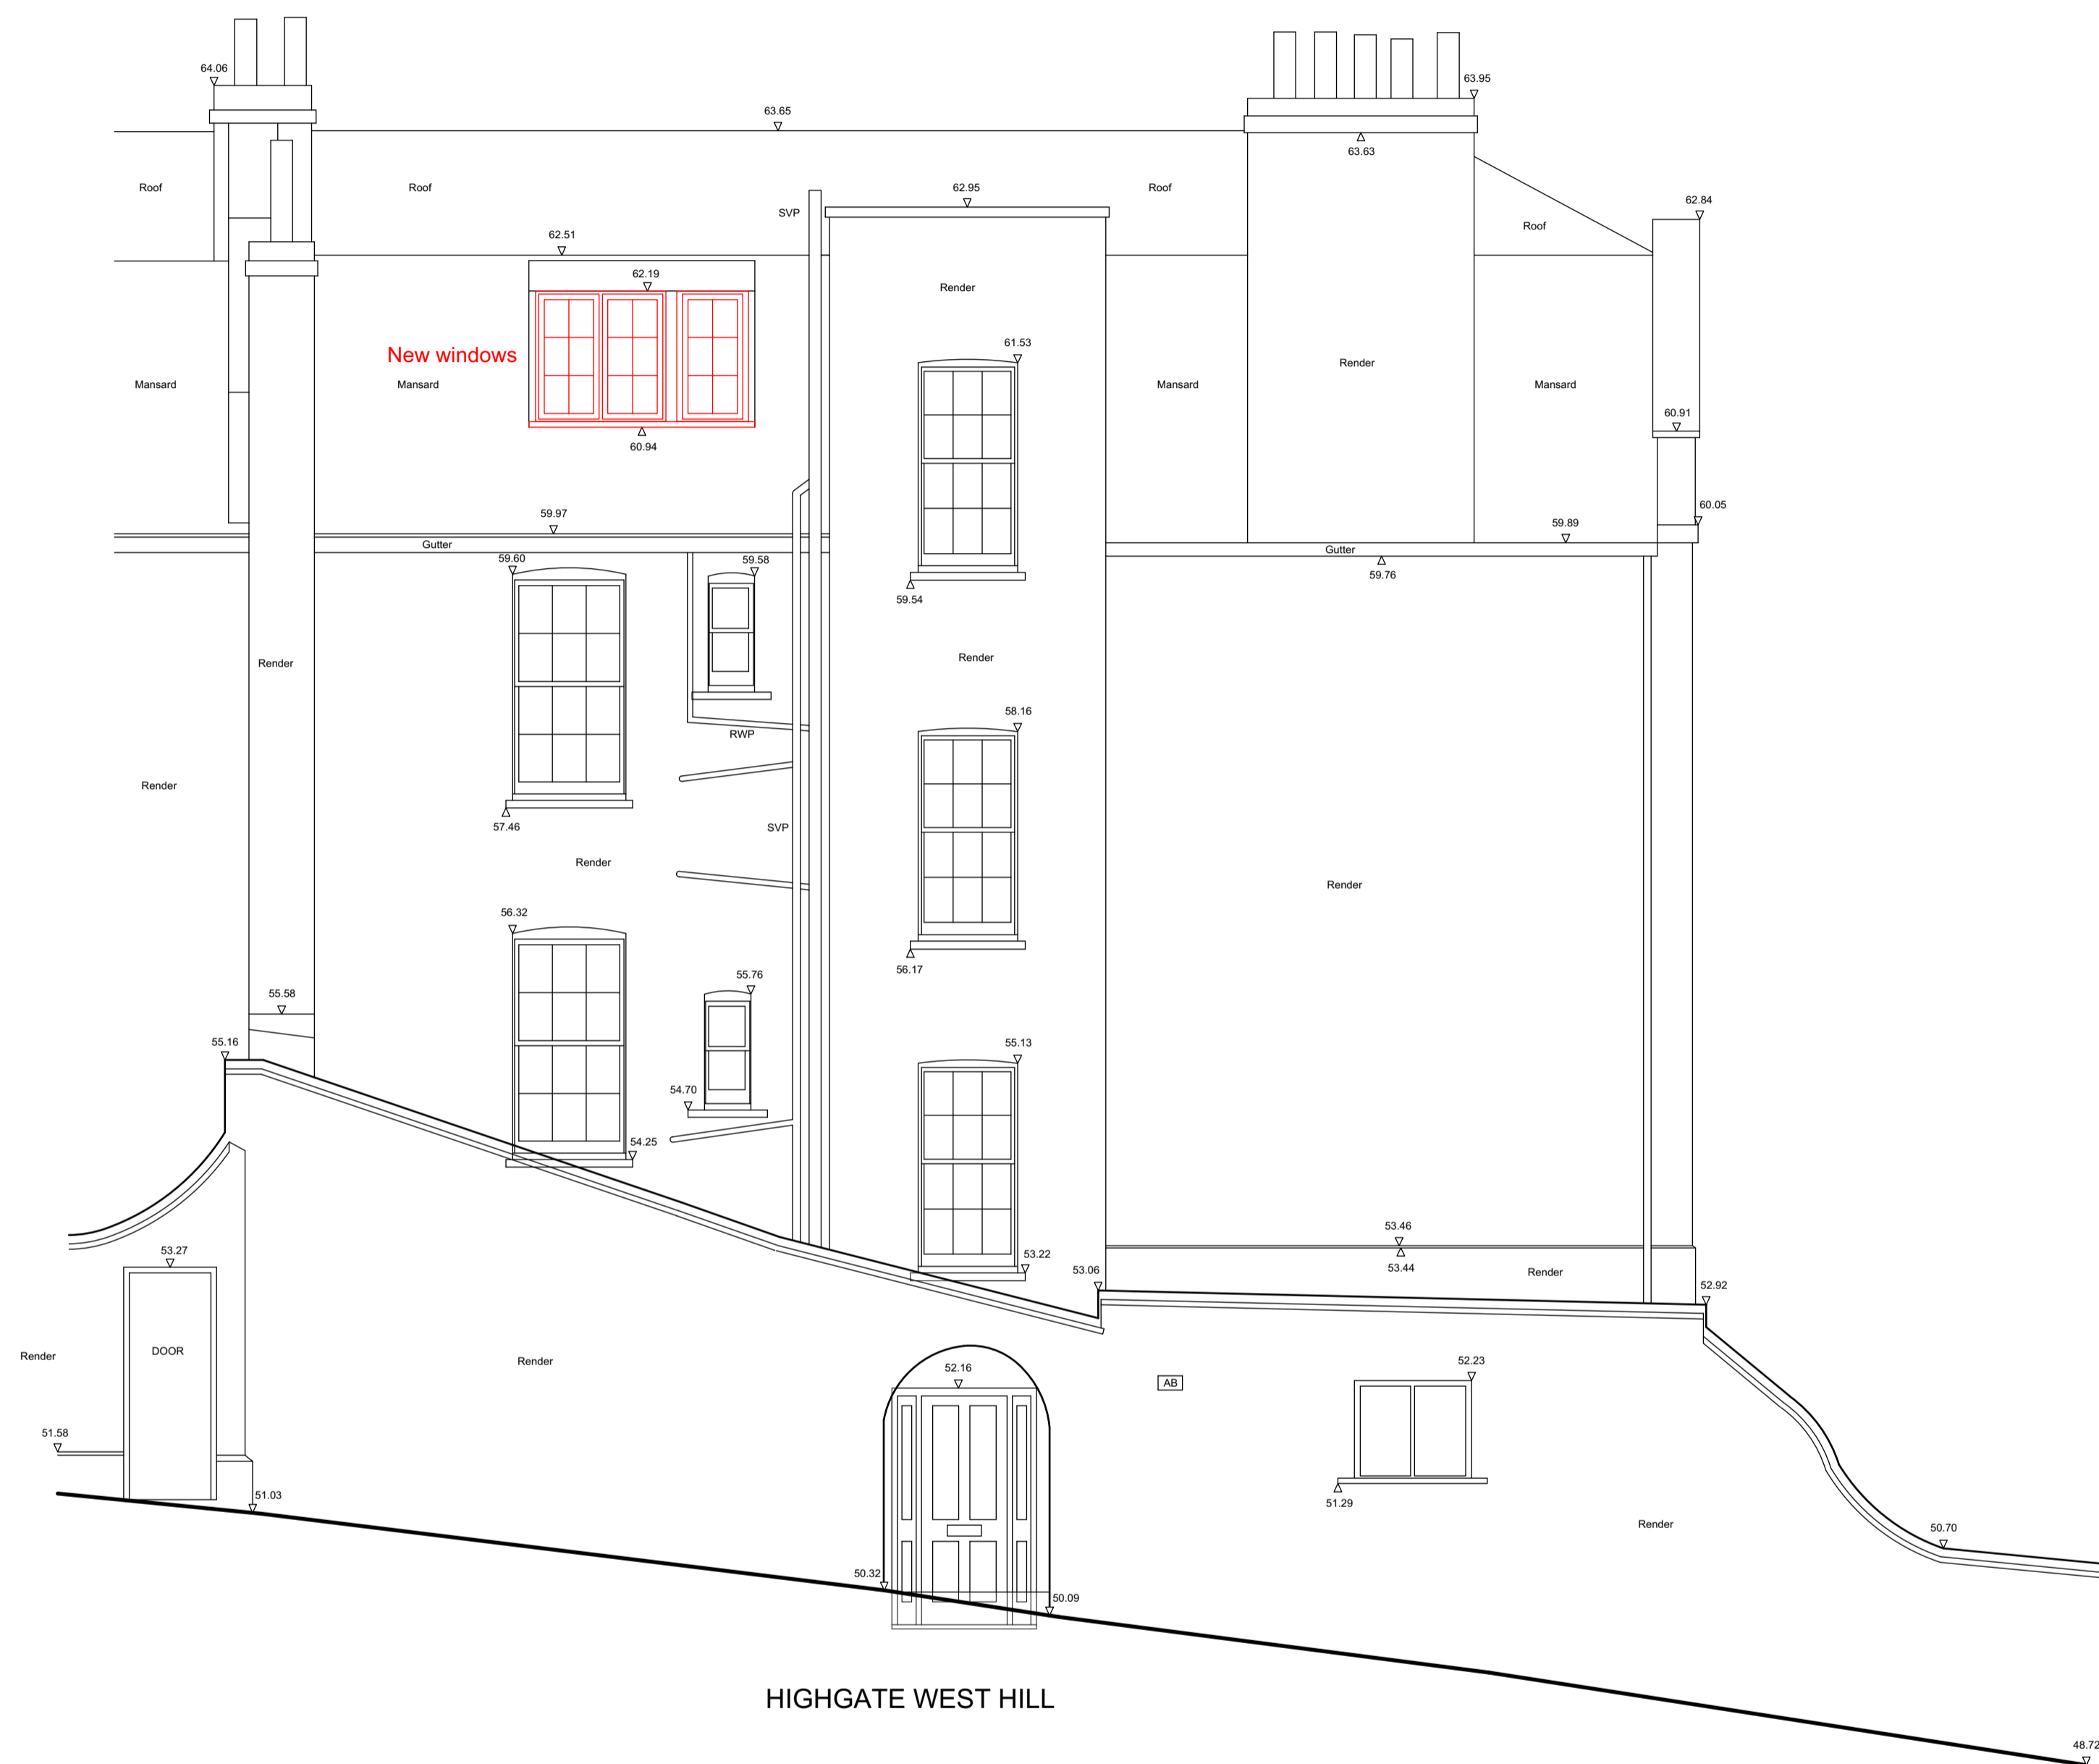 64.06
63.95
63.65
63.63
Roof
Roof
SVP
62.95
Roof
62.84
Roof
62.51
62.19
Render
New windows
61.53
Mansard
Mansard
Mansard
Render
Mansard
60.91
60.94
60.05
59.97
59.89
Gutter
Gutter
59.60
59.58
59.76
59.54
Render
Render
58.16
RWP
Render
57.46
SVP
Render
Render
56.32
56.17
55.76
55.58
55.16
55.13
54.70
54.25
53.46
53.27
53.22
53.06
53.44
Render
52.92
DOOR
Render
Render
52.16
52.23
AB
51.58
51.03
51.29
Render
50.70
50.32
50.09
HIGHGATE WEST HILL
48.72